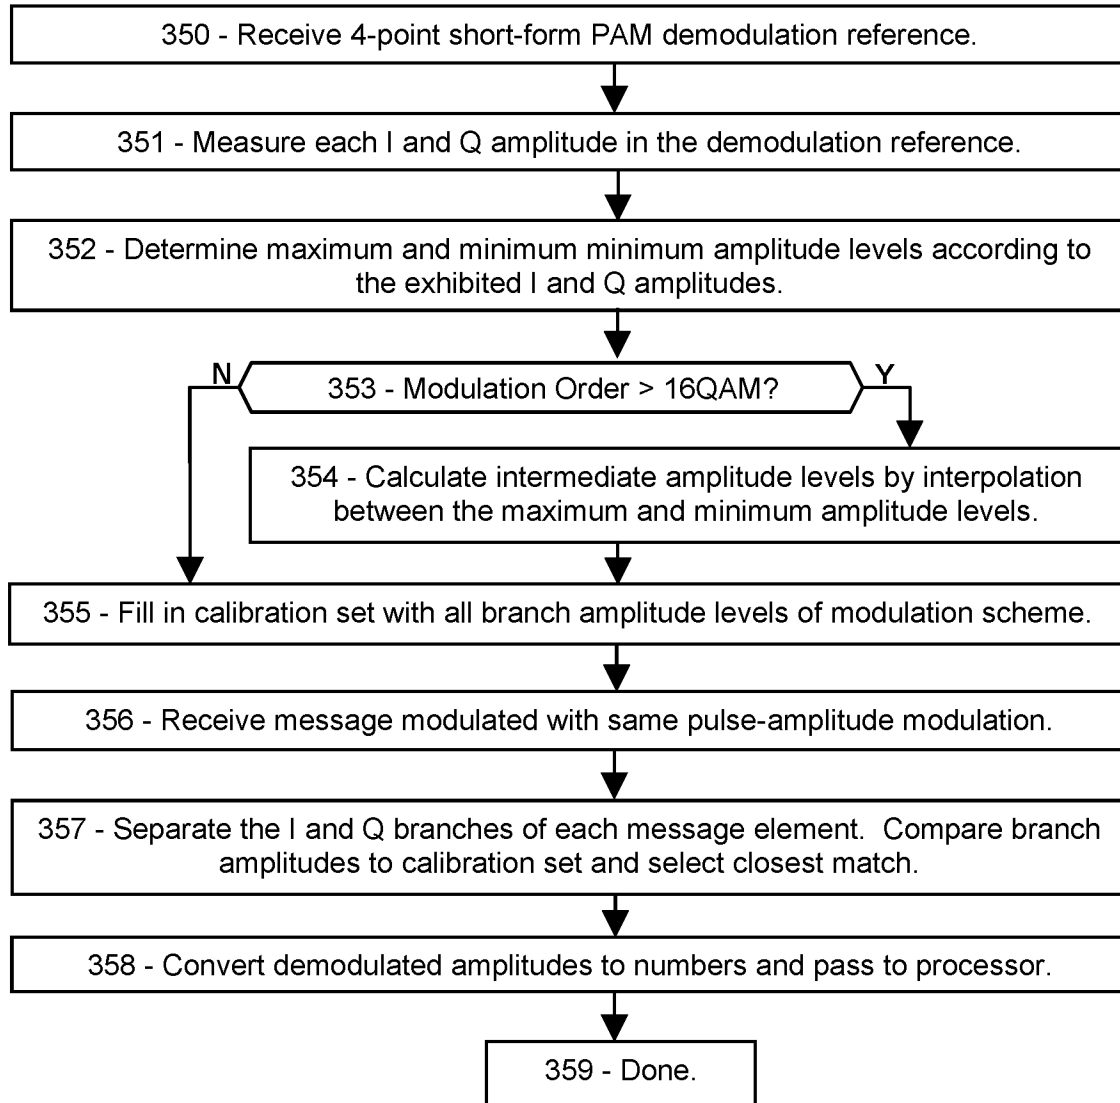 350 - Receive 4-point short-form PAM demodulation reference.
351 - Measure each I and Q amplitude in the demodulation reference.
352 - Determine maximum and minimum minimum amplitude levels according to
the exhibited I and Q amplitudes.
N
353 - Modulation Order > 16QAM?
Y
354 - Calculate intermediate amplitude levels by interpolation
between the maximum and minimum amplitude levels.
355 - Fill in calibration set with all branch amplitude levels of modulation scheme.
356 - Receive message modulated with same pulse-amplitude modulation.
357 - Separate the I and Q branches of each message element.  Compare branch
amplitudes to calibration set and select closest match.
358 - Convert demodulated amplitudes to numbers and pass to processor.
359 - Done.